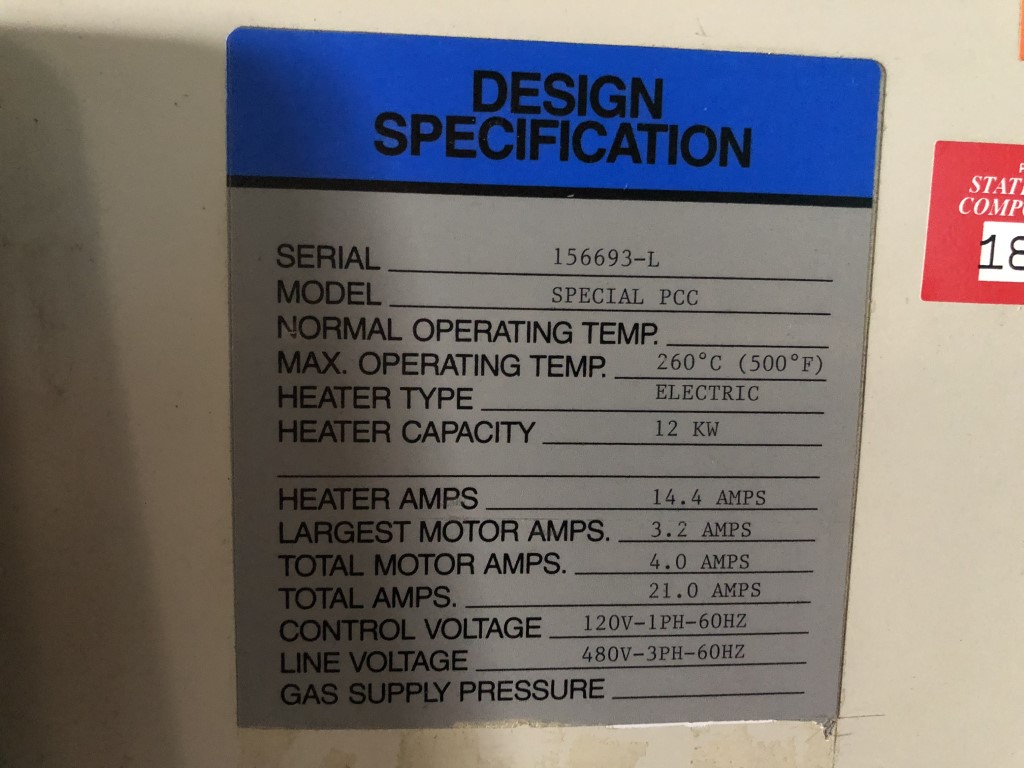 DESIGN
SPECIFICATION
SERIAL 156693-L
MODEL SPECIAL PCC
NORMAL OPERATING TEMP.
MAX. OPERATING TEMP. 260°C (500°F)
HEATER TYPE ELECTRIC
HEATER CAPACITY 12 KW
HEATER AMPS 14.4 AMPS
LARGEST MOTOR AMPS. 3.2 AMPS
TOTAL MOTOR AMPS. 4.0 AMPS
TOTAL AMPS. 21.0 AMPS
CONTROL VOLTAGE 120V-1PH-60HZ
LINE VOLTAGE 480V-3PH-60HZ
GAS SUPPLY PRESSURE
18